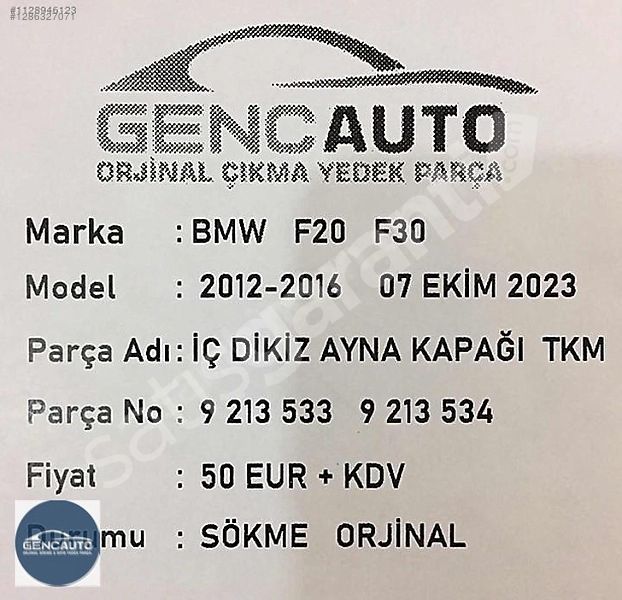 #1128946123
#1286327071
GENCAUTO
ORJİNAL ÇIKMA YEDEK PARÇA
Marka : BMW F20 F30
Model : 2012-2016 07 EKİM 2023
Parça Adı : İÇ DİKİZ AYNA KAPAĞI TKM
Parça No : 9 213 533 9 213 534
Fiyat : 50 EUR + KDV
Durumu : SÖKME ORJİNAL
GENCAUTO